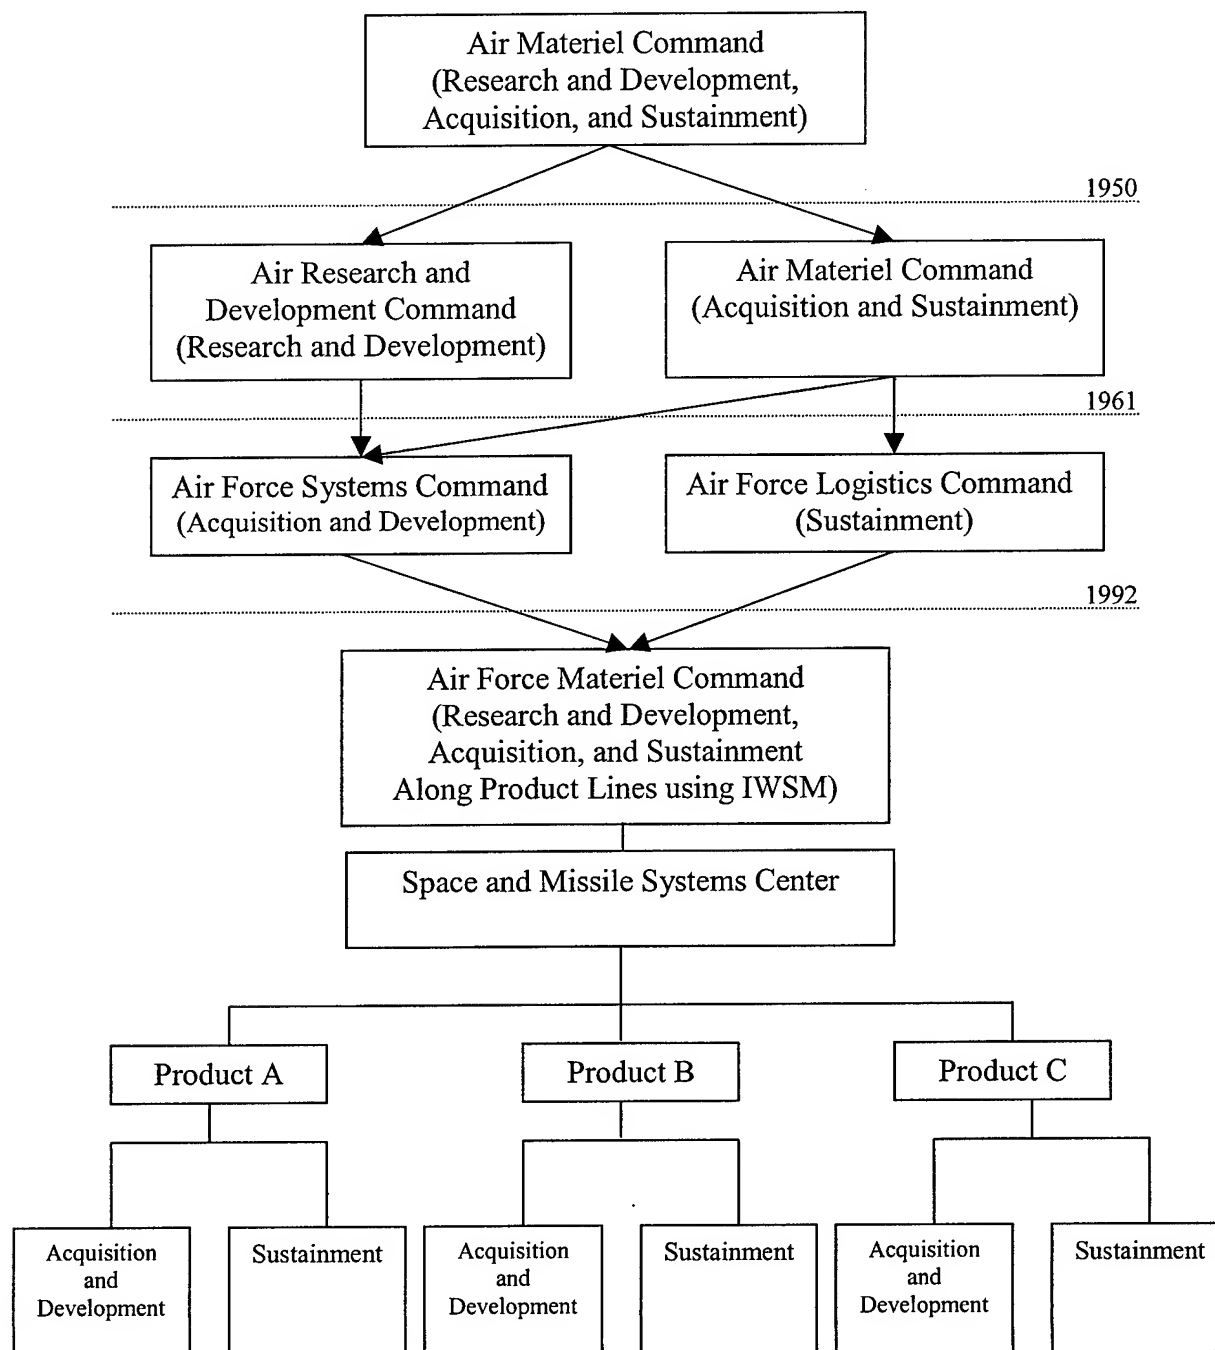 Air Materiel Command
(Research and Development,
Acquisition, and Sustainment)
1950
Air Research and
Development Command
(Research and Development)
Air Materiel Command
(Acquisition and Sustainment)
1961
Air Force Systems Command
(Acquisition and Development)
Air Force Logistics Command
(Sustainment)
1992
Air Force Materiel Command
(Research and Development,
Acquisition, and Sustainment
Along Product Lines using IWSM)
Space and Missile Systems Center
Product A
Product B
Product C
Acquisition
and
Development
Sustainment
Acquisition
and
Development
Sustainment
Acquisition
and
Development
Sustainment